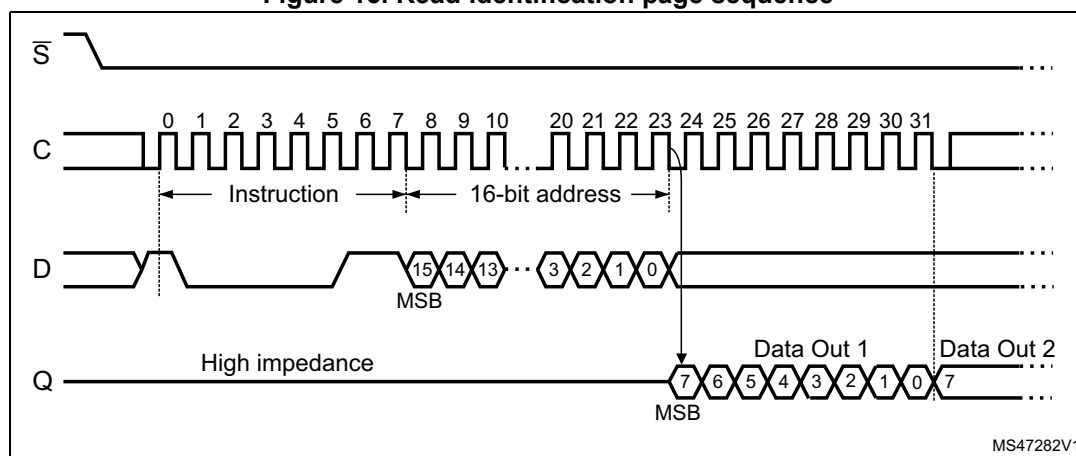 Figure 13. Read identification page sequence
S
0 1 2 3 4 5 6 7 8 9 10 20 21 22 23 24 25 26 27 28 29 30 31
C
Instruction 16-bit address
D 15 14 13 3 2 1 0
MSB
High impedance Data Out 1 Data Out 2
Q 7 6 5 4 3 2 1 0 7
MSB
MS47282V1